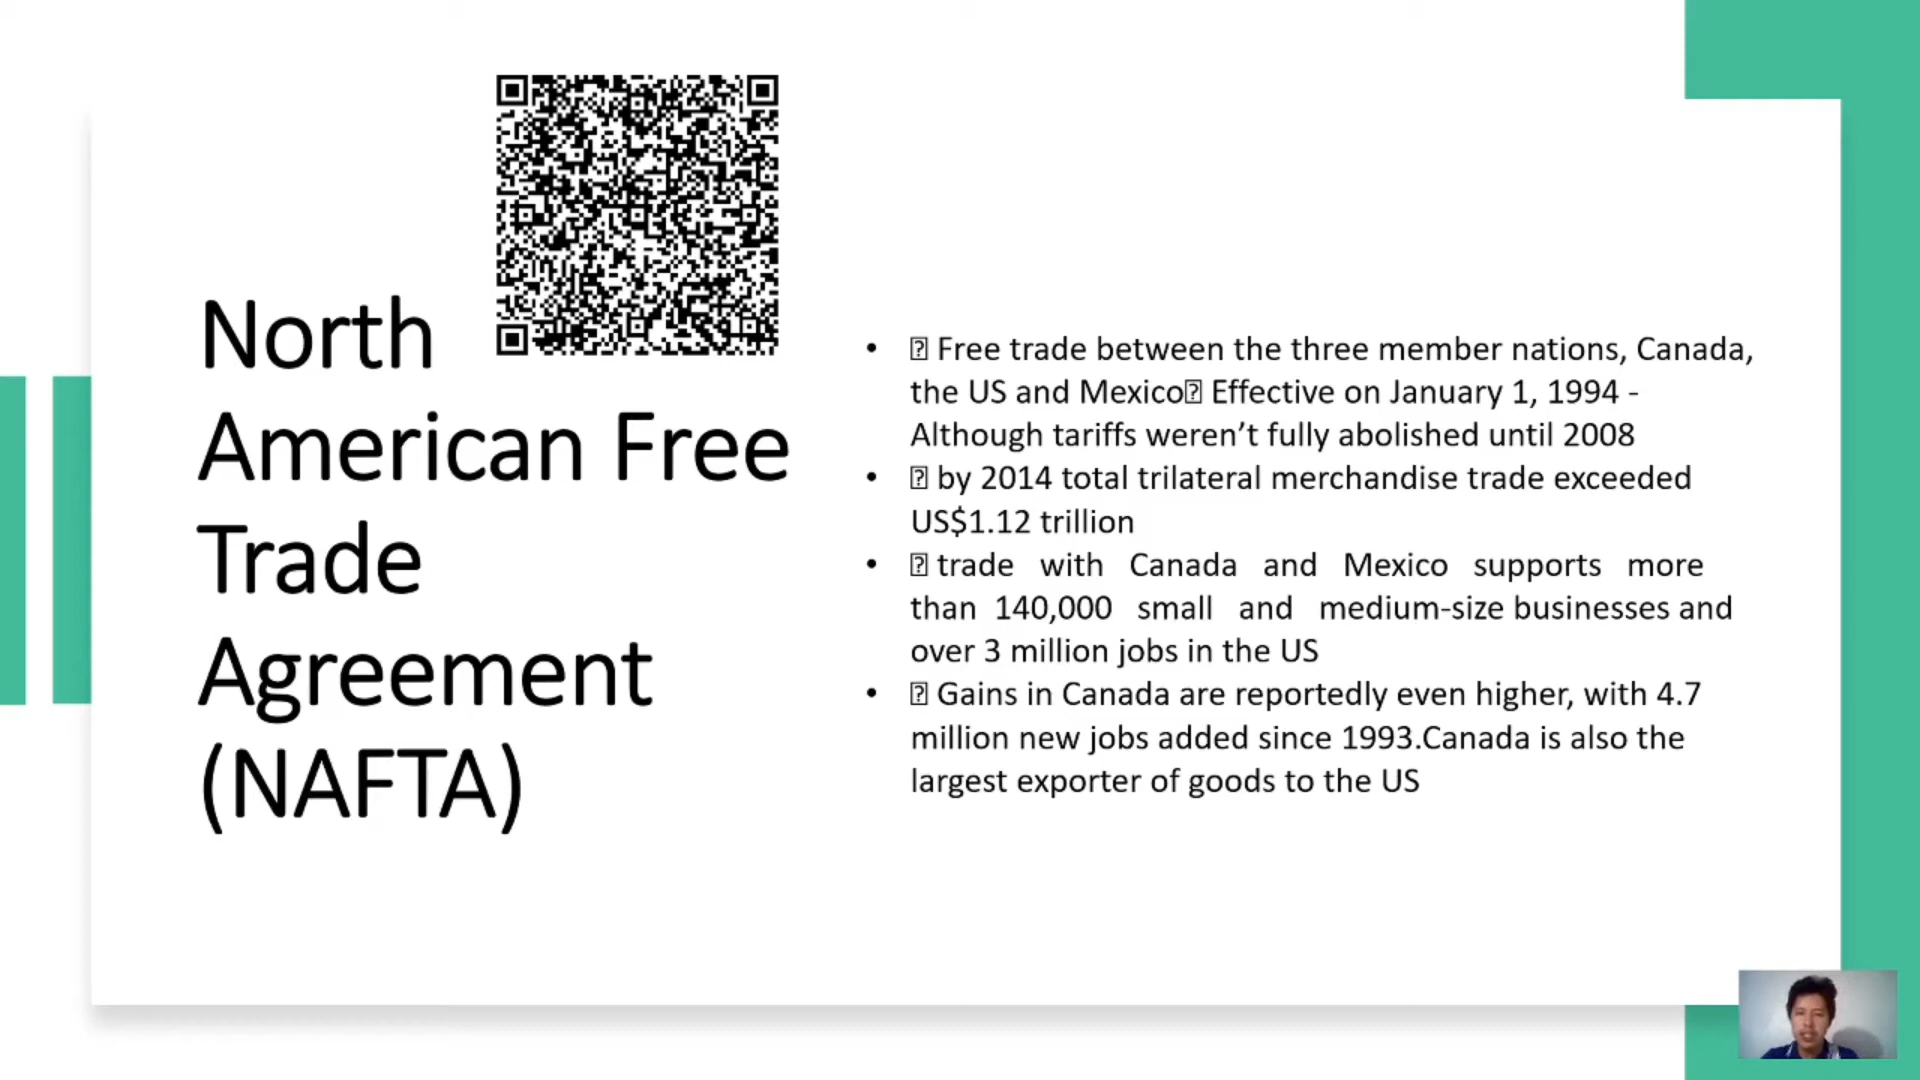 North
American Free
Trade
Agreement
(NAFTA)
• ⍰ Free trade between the three member nations, Canada,
the US and Mexico⍰ Effective on January 1, 1994 -
Although tariffs weren’t fully abolished until 2008
• ⍰ by 2014 total trilateral merchandise trade exceeded
US$1.12 trillion
• ⍰ trade with Canada and Mexico supports more
than 140,000 small and medium-size businesses and
over 3 million jobs in the US
• ⍰ Gains in Canada are reportedly even higher, with 4.7
million new jobs added since 1993.Canada is also the
largest exporter of goods to the US